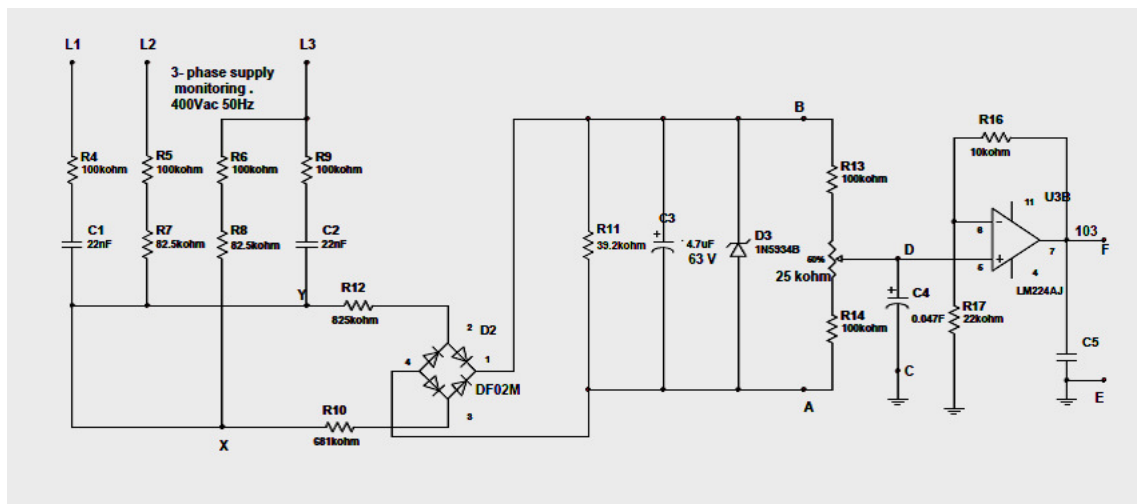 L1
L2
L3
3- phase supply
monitoring .
400Vac 50Hz
R4
100kohm
R5
100kohm
R6
100kohm
R9
100kohm
C1
22nF
R7
82.5kohm
R8
82.5kohm
C2
22nF
Y
R12
825kohm
2
D2
4
1
DF02M
3
R10
681kohm
X
B
R11
39.2kohm
C3
+
4.7uF
63 V
D3
1N5934B
R13
100kohm
50%
25 kohm
R14
100kohm
A
D
+
C4
0.047F
C
R16
10kohm
11
U3B
6
-
5
+
7
103
F
4
LM224AJ
R17
22kohm
C5
E